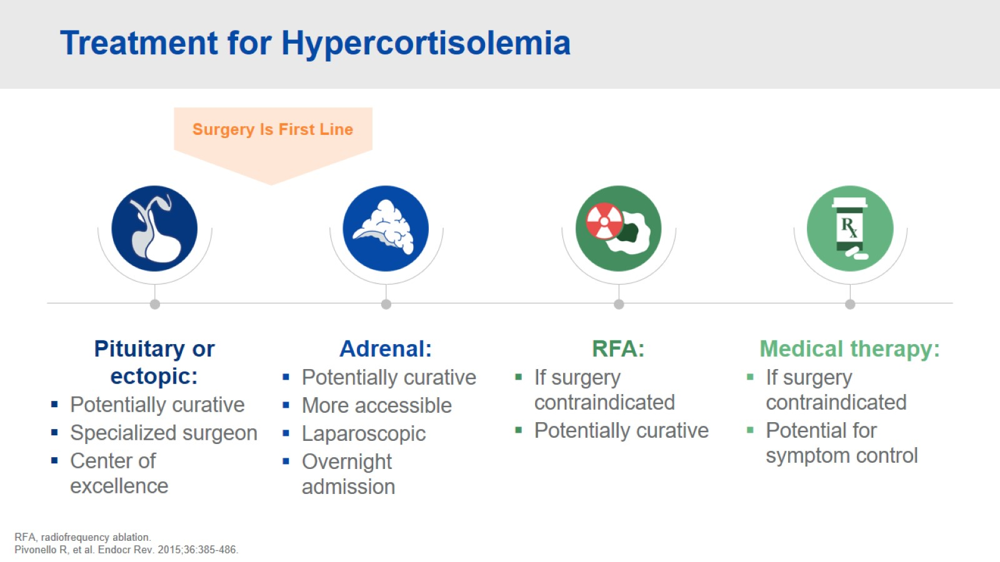 Treatment for Hypercortisolemia
Surgery Is First Line
Rx
Pituitary or
ectopic:
▪ Potentially curative
▪ Specialized surgeon
▪ Center of
excellence
Adrenal:
▪ Potentially curative
▪ More accessible
▪ Laparoscopic
▪ Overnight
admission
RFA:
▪ If surgery
contraindicated
▪ Potentially curative
Medical therapy:
▪ If surgery
contraindicated
▪ Potential for
symptom control
RFA, radiofrequency ablation.
Pivonello R, et al. Endocr Rev. 2015;36:385-486.